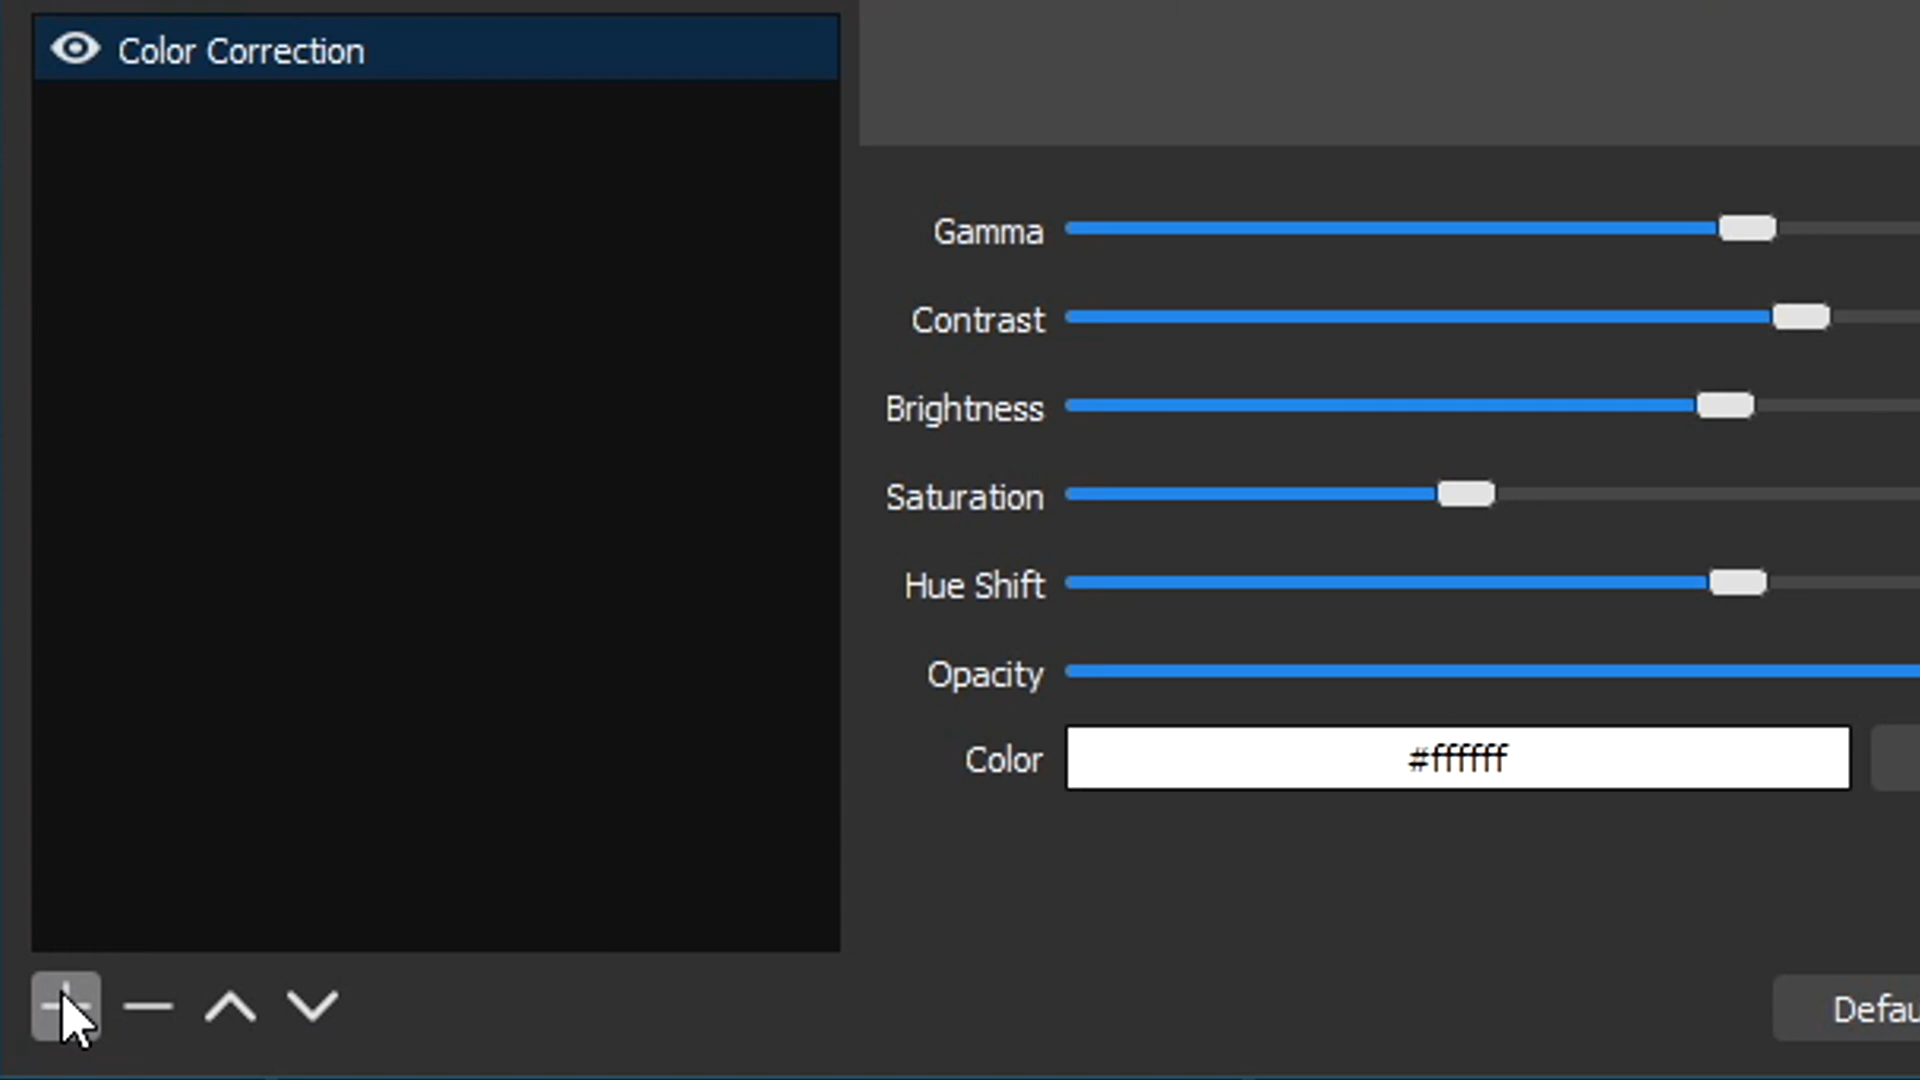 Color Correction
Gamma
Contrast
Brightness
Saturation
Hue Shift
Opacity
Color
#ffffff
Defau